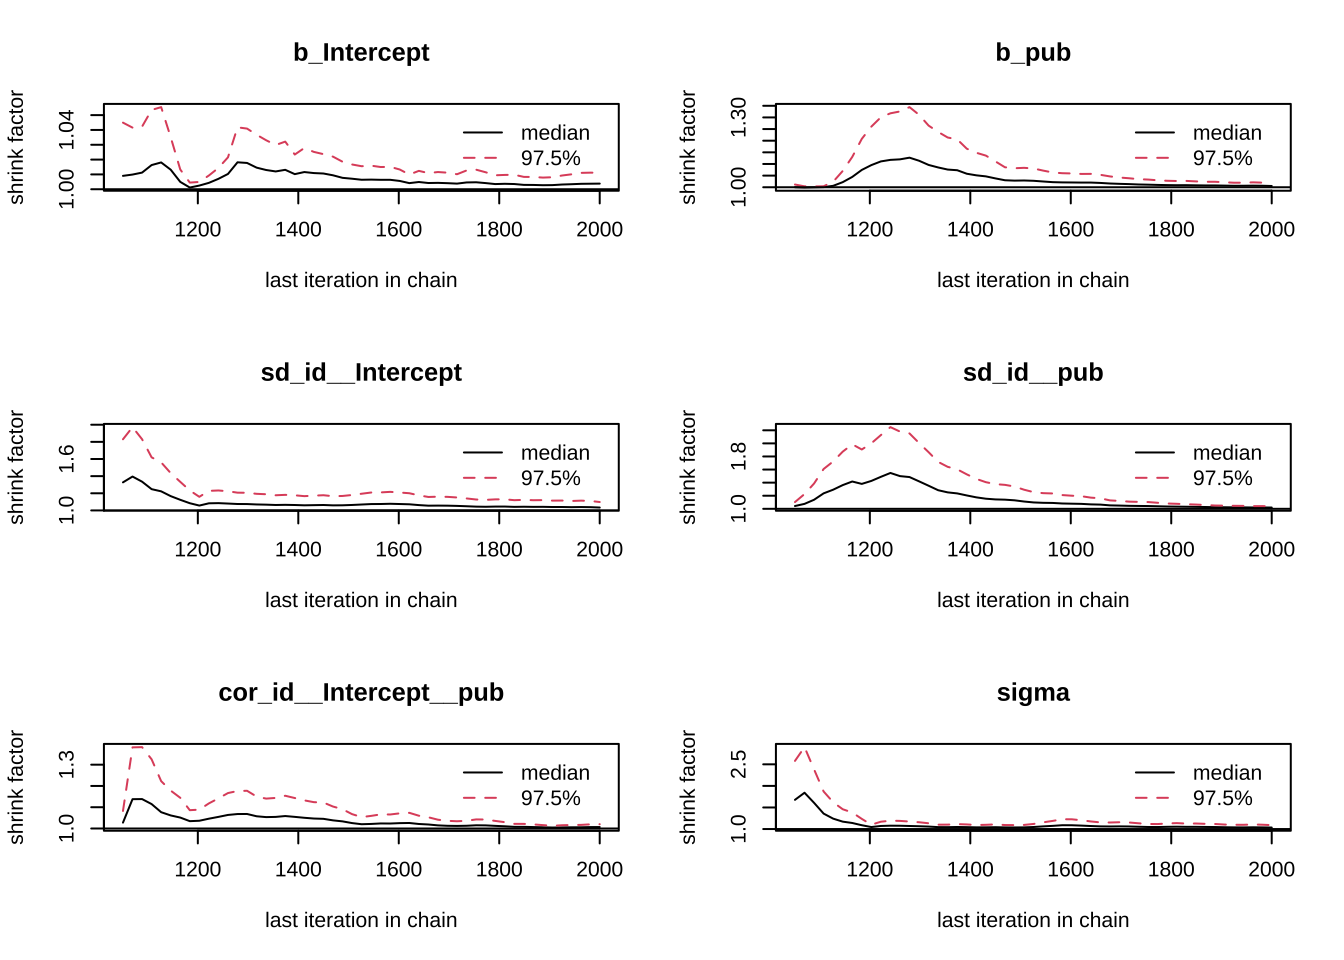 b_Intercept
shrink factor
1.00 1.04
median
97.5%
1200 1400 1600 1800 2000
last iteration in chain
b_pub
shrink factor
1.00 1.30
median
97.5%
1200 1400 1600 1800 2000
last iteration in chain
sd_id__Intercept
shrink factor
1.0 1.6
median
97.5%
1200 1400 1600 1800 2000
last iteration in chain
sd_id__pub
shrink factor
1.0 1.8
median
97.5%
1200 1400 1600 1800 2000
last iteration in chain
cor_id__Intercept__pub
shrink factor
1.0 1.3
median
97.5%
1200 1400 1600 1800 2000
last iteration in chain
sigma
shrink factor
1.0 2.5
median
97.5%
1200 1400 1600 1800 2000
last iteration in chain